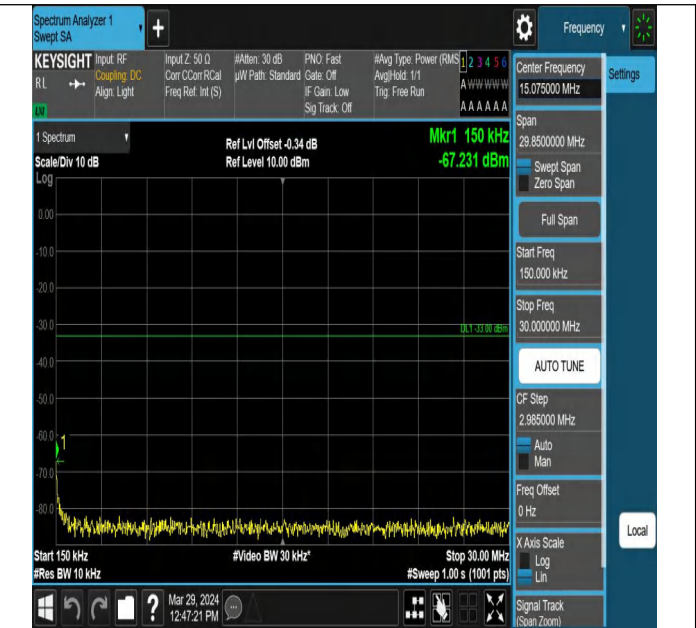 Spectrum Analyzer 1
Swept SA
+
Frequency
KEYSIGHT
RL
Input: RF
Coupling: DC
Align: Light
Input Z: 50 Ω
Corr CCorr RCal
Freq Ref: Int (S)
#Atten: 30 dB
µW Path: Standard
PNO: Fast
Gate: Off
IF Gain: Low
Sig Track: Off
#Avg Type: Power (RMS
Avg|Hold: 1/1
Trig: Free Run
1 2 3 4 5 6
A W W W W W
A A A A A A
LXI
1 Spectrum
Scale/Div 10 dB
Log
Ref Lvl Offset -0.34 dB
Ref Level 10.00 dBm
Mkr1 150 kHz
-67.231 dBm
0.00
-10.0
-20.0
-30.0
DL1 -33.00 dBm
-40.0
-50.0
-60.0
1
-70.0
-80.0
Start 150 kHz
#Video BW 30 kHz*
Stop 30.00 MHz
#Res BW 10 kHz
#Sweep 1.00 s (1001 pts)
?
Mar 29, 2024
12:47:21 PM
Center Frequency
15.075000 MHz
Settings
Span
29.8500000 MHz
Swept Span
Zero Span
Full Span
Start Freq
150.000 kHz
Stop Freq
30.000000 MHz
AUTO TUNE
CF Step
2.985000 MHz
Auto
Man
Freq Offset
0 Hz
X Axis Scale
Log
Lin
Local
Signal Track
(Span Zoom)